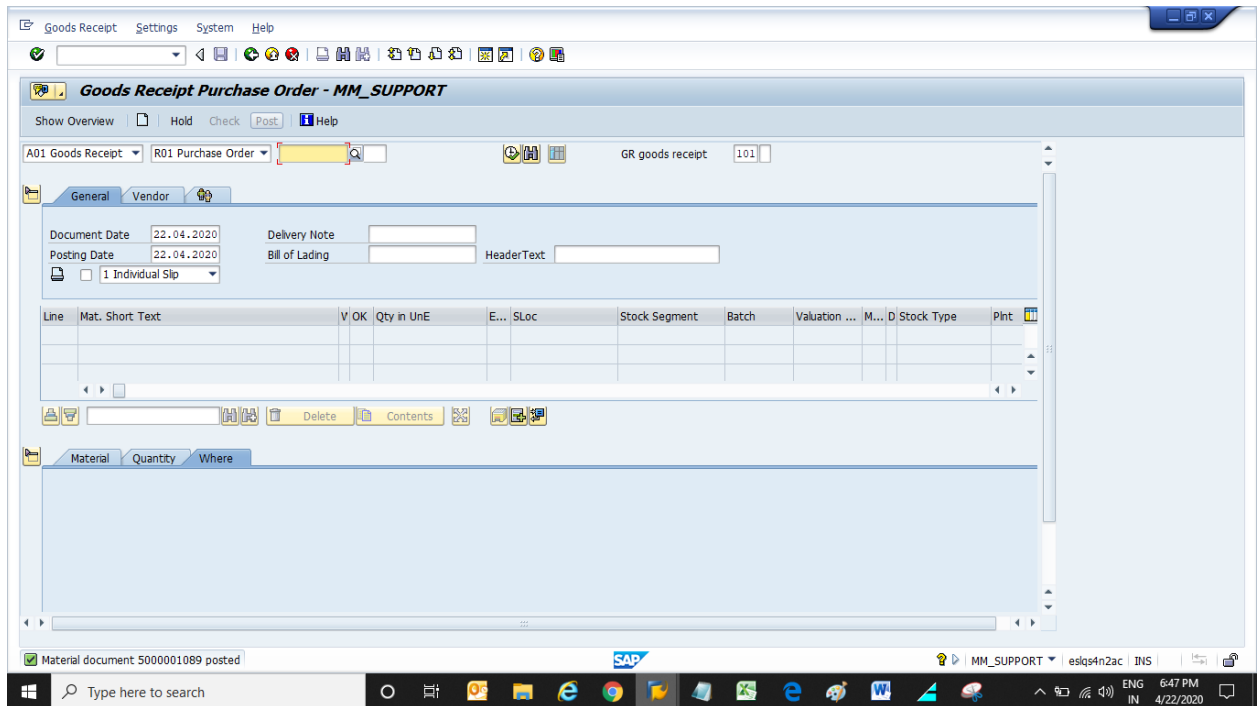 Goods Receipt Settings System Help
Goods Receipt Purchase Order - MM_SUPPORT
Show Overview Hold Check Post Help
A01 Goods Receipt R01 Purchase Order GR goods receipt 101
General Vendor
Document Date 22.04.2020 Delivery Note
Posting Date 22.04.2020 Bill of Lading HeaderText
1 Individual Slip
Line Mat. Short Text V OK Qty in UnE E... SLoc Stock Segment Batch Valuation ... M... D Stock Type Plnt
Delete Contents
Material Quantity Where
Material document 5000001089 posted SAP MM_SUPPORT eslqs4n2ac INS
Type here to search ENG 6:47 PM
IN 4/22/2020